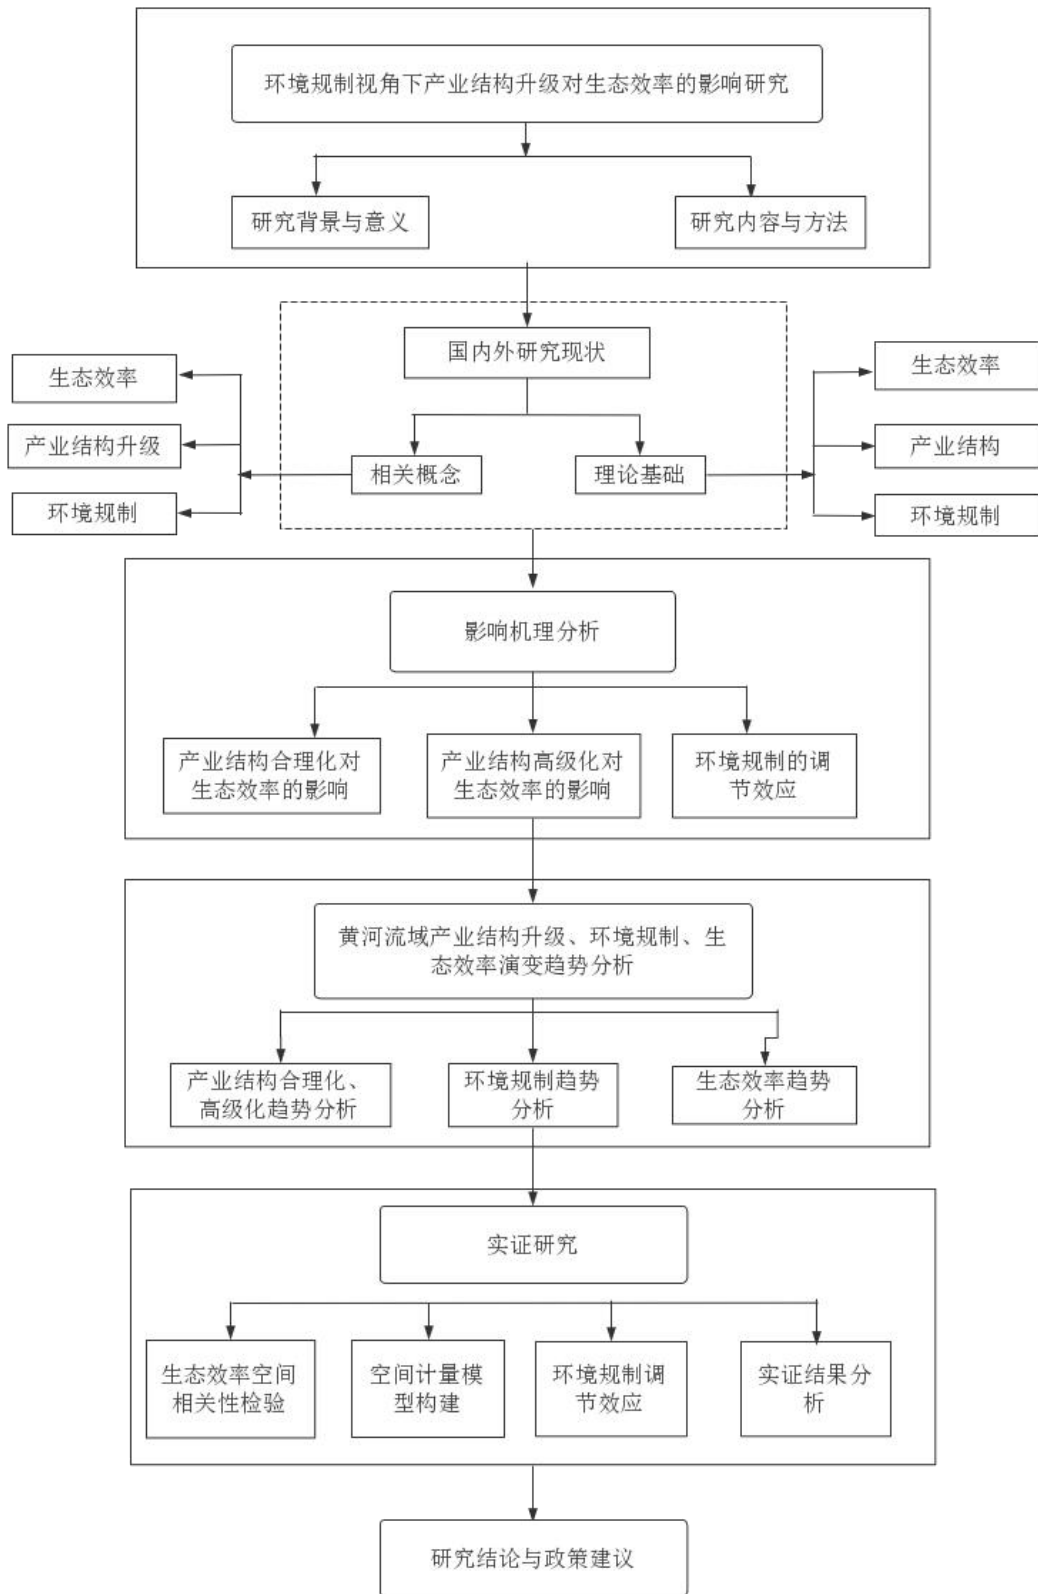 环境规制视角下产业结构升级对生态效率的影响研究
研究背景与意义
研究内容与方法
国内外研究现状
生态效率
产业结构升级
环境规制
相关概念
理论基础
生态效率
产业结构
环境规制
影响机理分析
产业结构合理化对
生态效率的影响
产业结构高级化对
生态效率的影响
环境规制的调
节效应
黄河流域产业结构升级、环境规制、生
态效率演变趋势分析
产业结构合理化、
高级化趋势分析
环境规制趋势
分析
生态效率趋势
分析
实证研究
生态效率空间
相关性检验
空间计量模
型构建
环境规制调
节效应
实证结果分
析
研究结论与政策建议